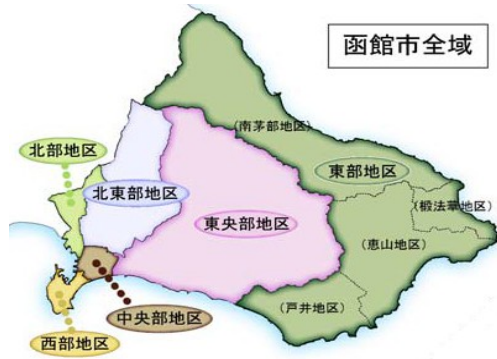 函館市全域
(南茅部地区)
北部地区
東部地区
北東部地区
(椴法華地区)
東央部地区
(恵山地区)
(戸井地区)
中央部地区
西部地区